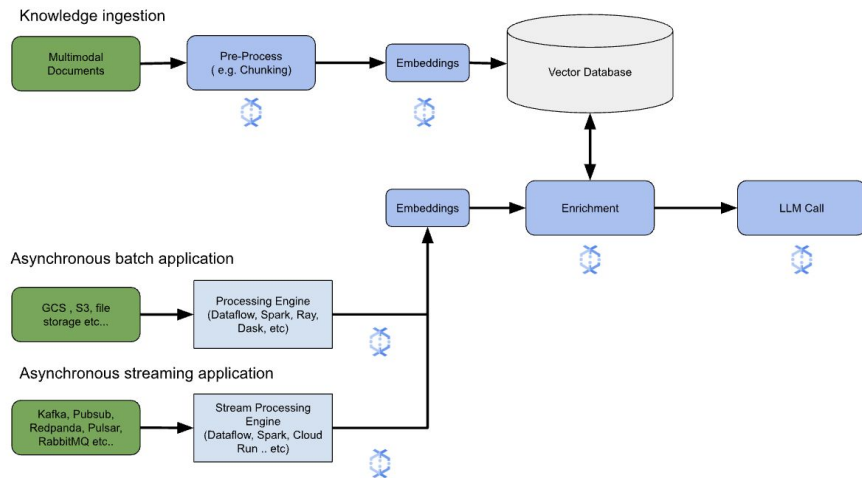 Knowledge ingestion
Multimodal
Documents
Pre-Process
( e.g. Chunking)
Embeddings
Vector Database
Embeddings
Enrichment
LLM Call
Asynchronous batch application
GCS , S3, file
storage etc...
Processing Engine
(Dataflow, Spark, Ray,
Dask, etc)
Asynchronous streaming application
Kafka, Pubsub,
Redpanda, Pulsar,
RabbitMQ etc..
Stream Processing
Engine
(Dataflow, Spark, Cloud
Run .. etc)